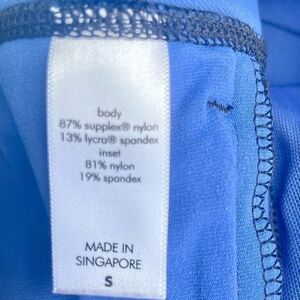 body
87% supplex® nylon
13% lycra® spandex
inset
81% nylon
19% spandex
MADE IN
SINGAPORE
S